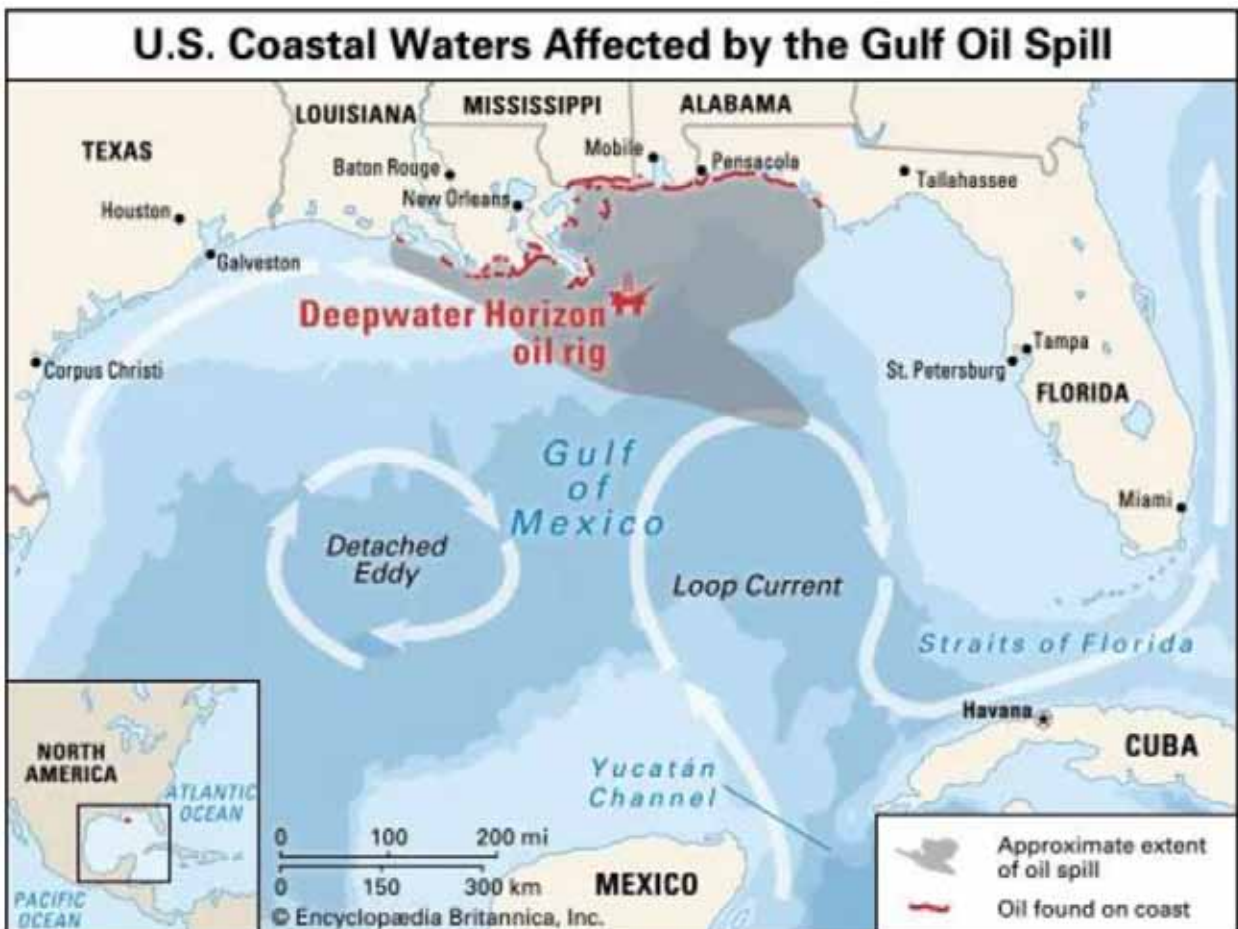 U.S. Coastal Waters Affected by the Gulf Oil Spill
LOUISIANA
MISSISSIPPI
ALABAMA
TEXAS
Baton Rouge
Mobile
Pensacola
Tallahassee
Houston
New Orleans
Galveston
Deepwater Horizon
oil rig
Corpus Christi
Tampa
St. Petersburg
FLORIDA
Gulf
of
Mexico
Miami
Detached
Eddy
Loop Current
Straits of Florida
Havana
CUBA
Yucatán
Channel
NORTH
AMERICA
ATLANTIC
OCEAN
PACIFIC
OCEAN
0 100 200 mi
0 150 300 km
MEXICO
© Encyclopædia Britannica, Inc.
Approximate extent
of oil spill
Oil found on coast